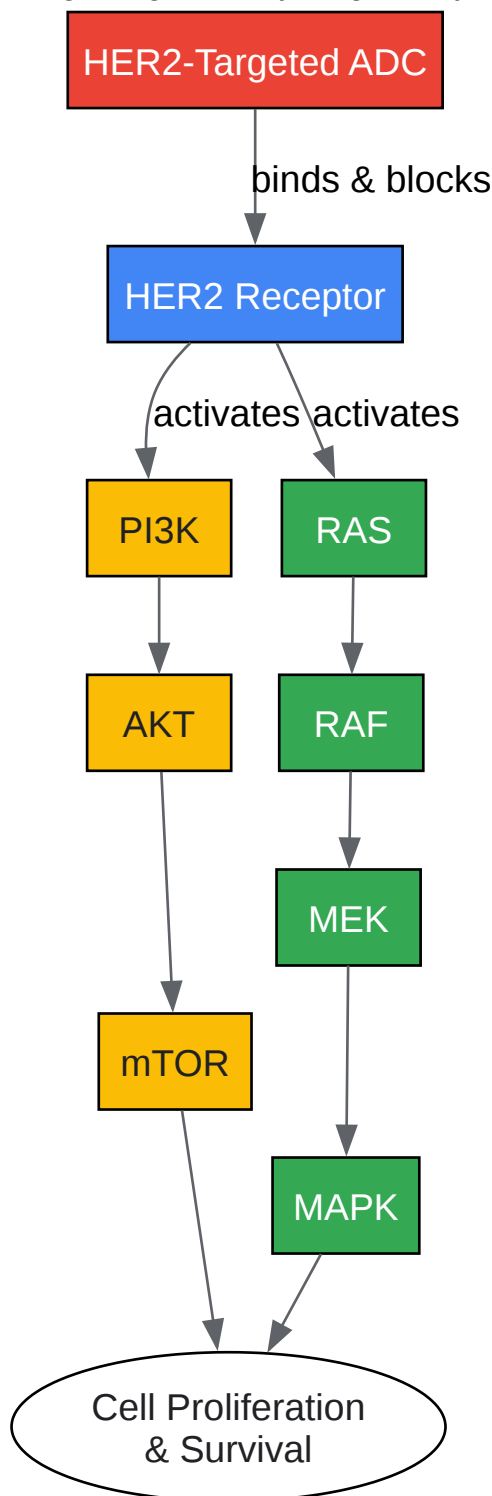 HER2-Targeted ADC
binds & blocks
HER2 Receptor
activates activates
PI3K
RAS
AKT
RAF
MEK
mTOR
MAPK
Cell Proliferation
& Survival